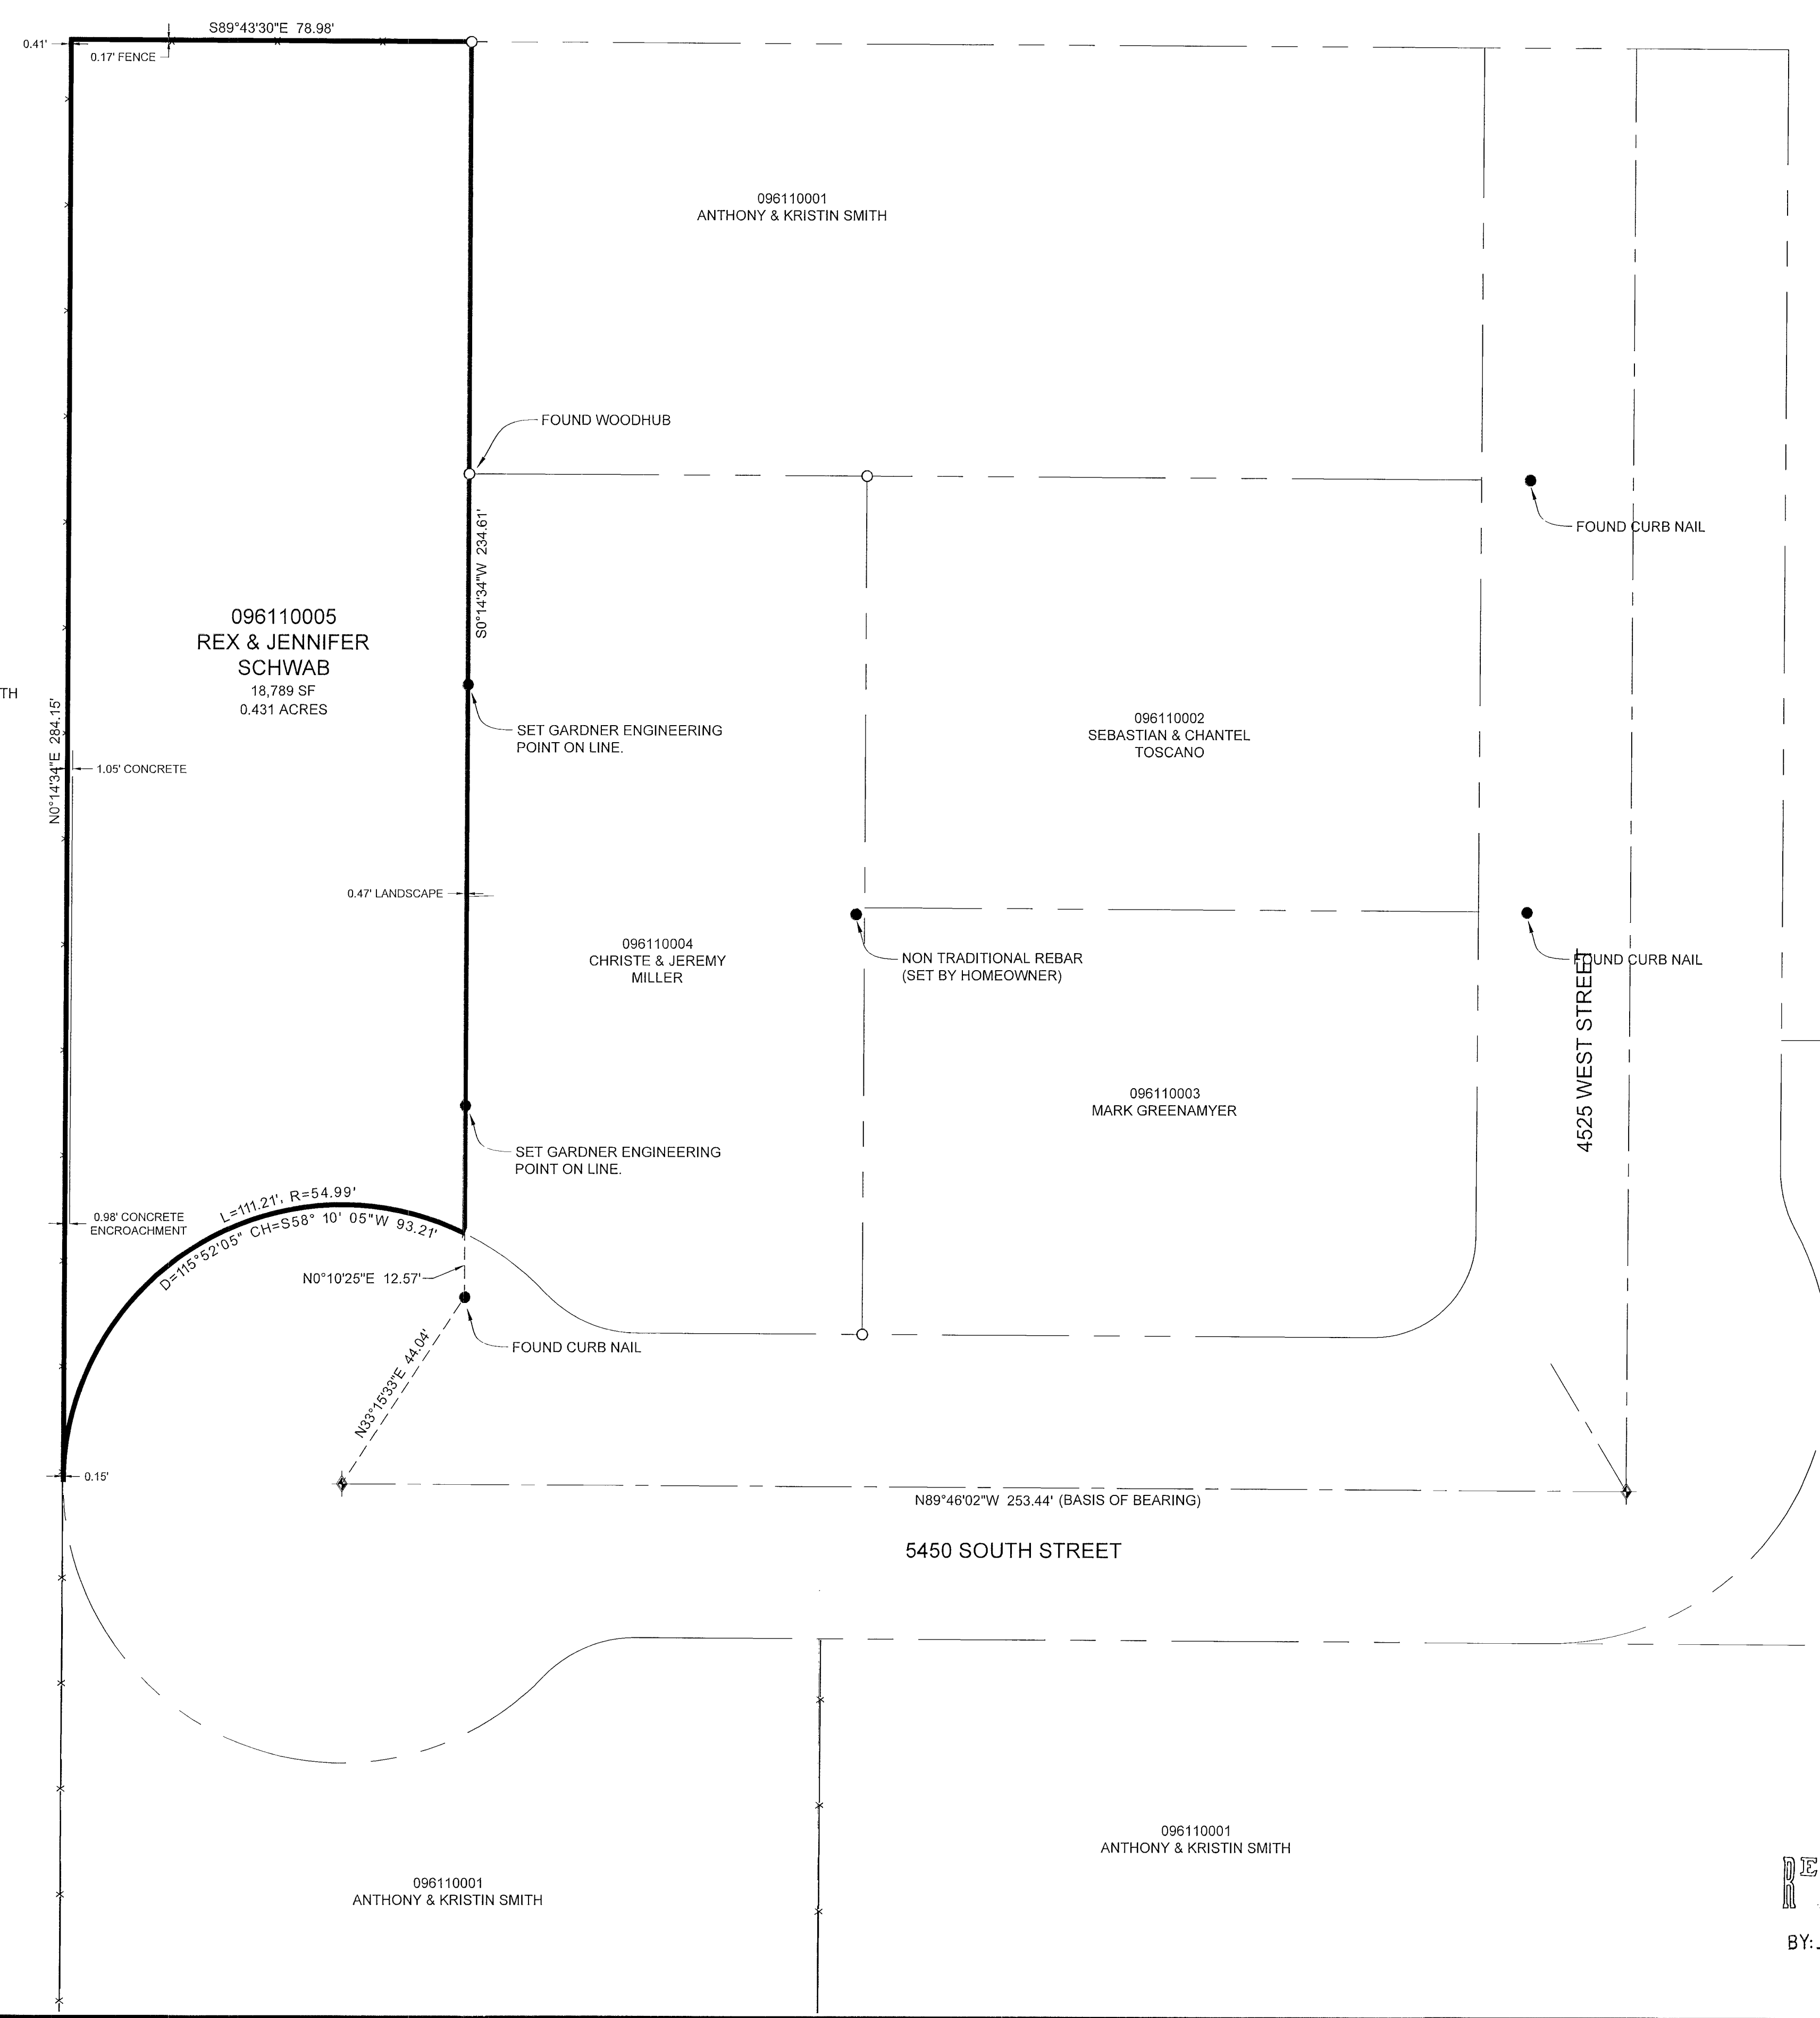 S89°43'30"E 78.98'
0.41'
0.17' FENCE
096110001
ANTHONY & KRISTIN SMITH
FOUND WOODHUB
FOUND CURB NAIL
S0°14'34"W 234.61'
096110005
REX & JENNIFER
SCHWAB
18,789 SF
0.431 ACRES
TH
N0°14'34"E 284.15'
SET GARDNER ENGINEERING
POINT ON LINE.
096110002
SEBASTIAN & CHANTEL
TOSCANO
1.05' CONCRETE
0.47' LANDSCAPE
096110004
CHRISTE & JEREMY
MILLER
NON TRADITIONAL REBAR
(SET BY HOMEOWNER)
FOUND CURB NAIL
4525 WEST STREET
096110003
MARK GREENAMYER
SET GARDNER ENGINEERING
POINT ON LINE.
L=111.21', R=54.99'
D=115°52'05" CH=S58° 10' 05"W 93.21'
0.98' CONCRETE
ENCROACHMENT
N0°10'25"E 12.57'
FOUND CURB NAIL
N33°15'33"E 44.04'
0.15'
N89°46'02"W 253.44' (BASIS OF BEARING)
5450 SOUTH STREET
096110001
ANTHONY & KRISTIN SMITH
096110001
ANTHONY & KRISTIN SMITH
RE
BY: